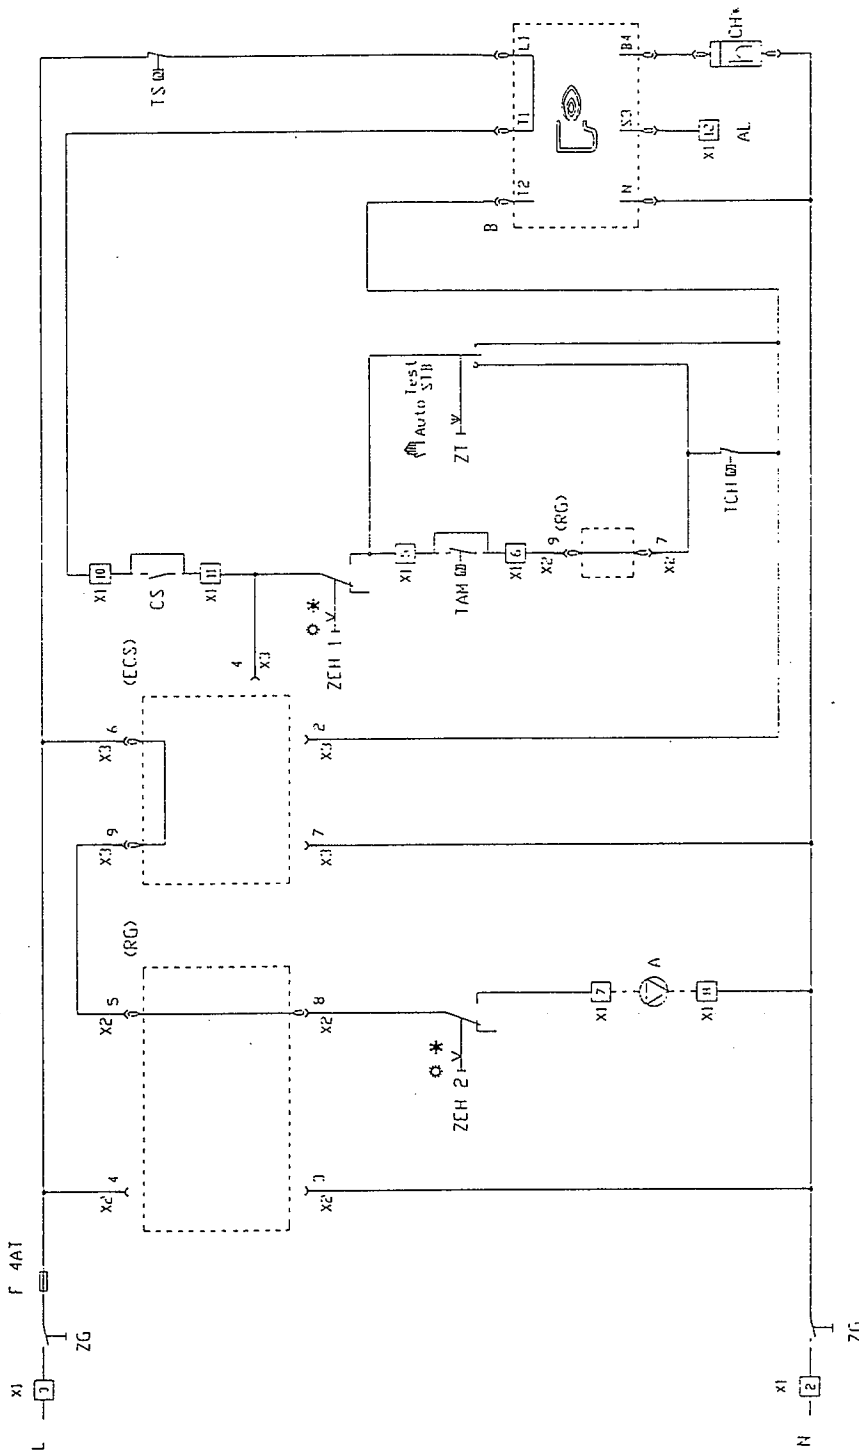 L
X1
3
ZG
F 4AT
X2 4
X2 5
(RG)
X3 9
X3 6
(ECS)
X1 10
CS
X1 11
4
X3
ZEH 1
X1 5
TAM
X1 6
X2 9
(RG)
X2 7
TCH
Auto Test
STB
ZT
TS
L1
T1
T2
B
B4
S3
N
CH*
X1 12
AL
X3 2
X3 7
X2 8
ZEH 2
X1 7
A
X1 8
X2
N
X1
2
ZG